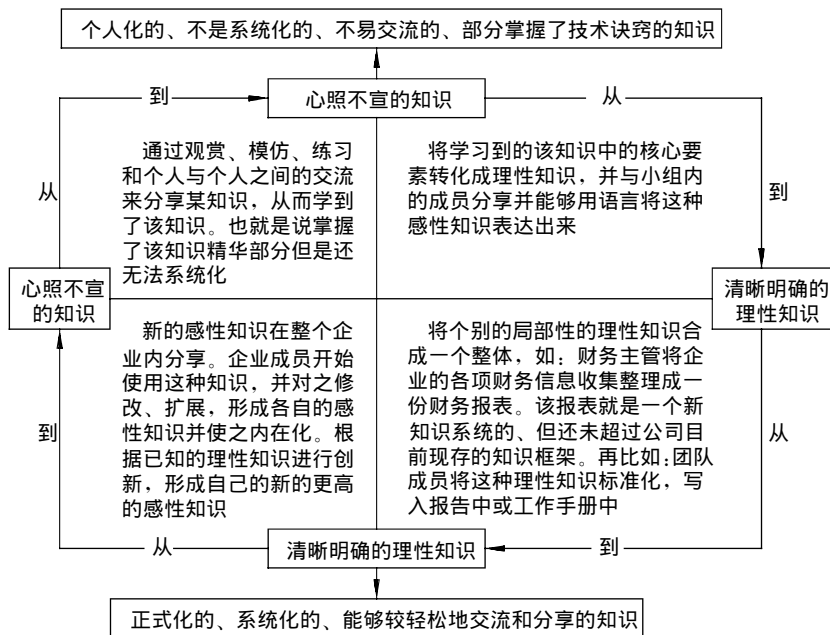 个人化的、不是系统化的、不易交流的、部分掌握了技术诀窍的知识
到
心照不宣的知识
从
从
通过观赏、模仿、练习
和个人与个人之间的交流
来分享某知识，从而学到
了该知识。也就是说掌握
了该知识精华部分但是还
无法系统化
将学习到的该知识中的核心要
素转化成理性知识，并与小组内
的成员分享并能够用语言将这种
感性知识表达出来
到
心照不宣
的知识
清晰明确的
理性知识
新的感性知识在整个企
业内分享。企业成员开始
使用这种知识，并对之修
改、扩展，形成各自的感
性知识并使之内在化。根
据已知的理性知识进行创
新，形成自己的新的更高
的感性知识
将个别的局部性的理性知识合
成一个整体，如：财务主管将企
业的各项财务信息收集整理成一
份财务报表。该报表就是一个新
知识系统的、但还未超过公司目
前现存的知识框架。再比如：团队
成员将这种理性知识标准化，写
入报告中或工作手册中
到
从
从
清晰明确的理性知识
到
正式化的、系统化的、能够较轻松地交流和分享的知识